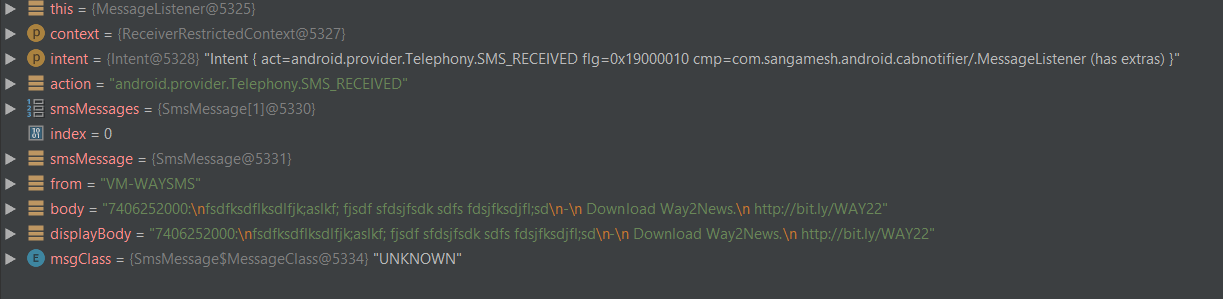 this = {MessageListener@5325}
p context = {ReceiverRestrictedContext@5327}
p intent = {Intent@5328} "Intent { act=android.provider.Telephony.SMS_RECEIVED flg=0x19000010 cmp=com.sangamesh.android.cabnotifier/.MessageListener (has extras) }"
action = "android.provider.Telephony.SMS_RECEIVED"
smsMessages = {SmsMessage[1]@5330}
index = 0
smsMessage = {SmsMessage@5331}
from = "VM-WAYSMS"
body = "7406252000:\nfsdfksdflksdlfjk;aslkf; fjsdf sfdsjfsdk sdfs fdsjfksdjfl;sd\n-\n Download Way2News.\n http://bit.ly/WAY22"
displayBody = "7406252000:\nfsdfksdflksdlfjk;aslkf; fjsdf sfdsjfsdk sdfs fdsjfksdjfl;sd\n-\n Download Way2News.\n http://bit.ly/WAY22"
E msgClass = {SmsMessage$MessageClass@5334} "UNKNOWN"